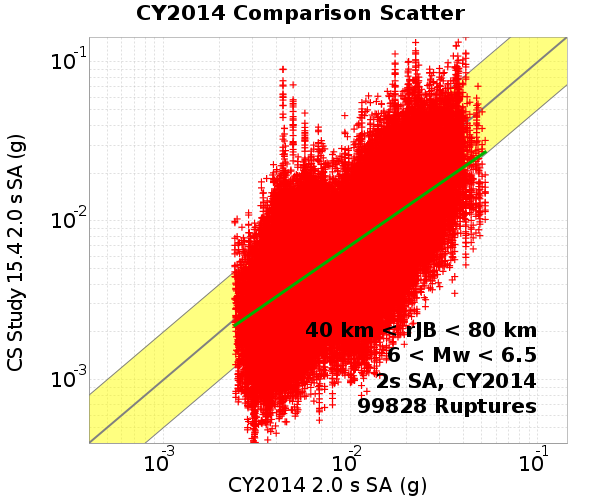 CY2014 Comparison Scatter
CS Study 15.4 2.0 s SA (g)
10⁻¹
10⁻²
10⁻³
40 km < rJB < 80 km
6 < Mw < 6.5
2s SA, CY2014
99828 Ruptures
10⁻³ 10⁻² 10⁻¹
CY2014 2.0 s SA (g)